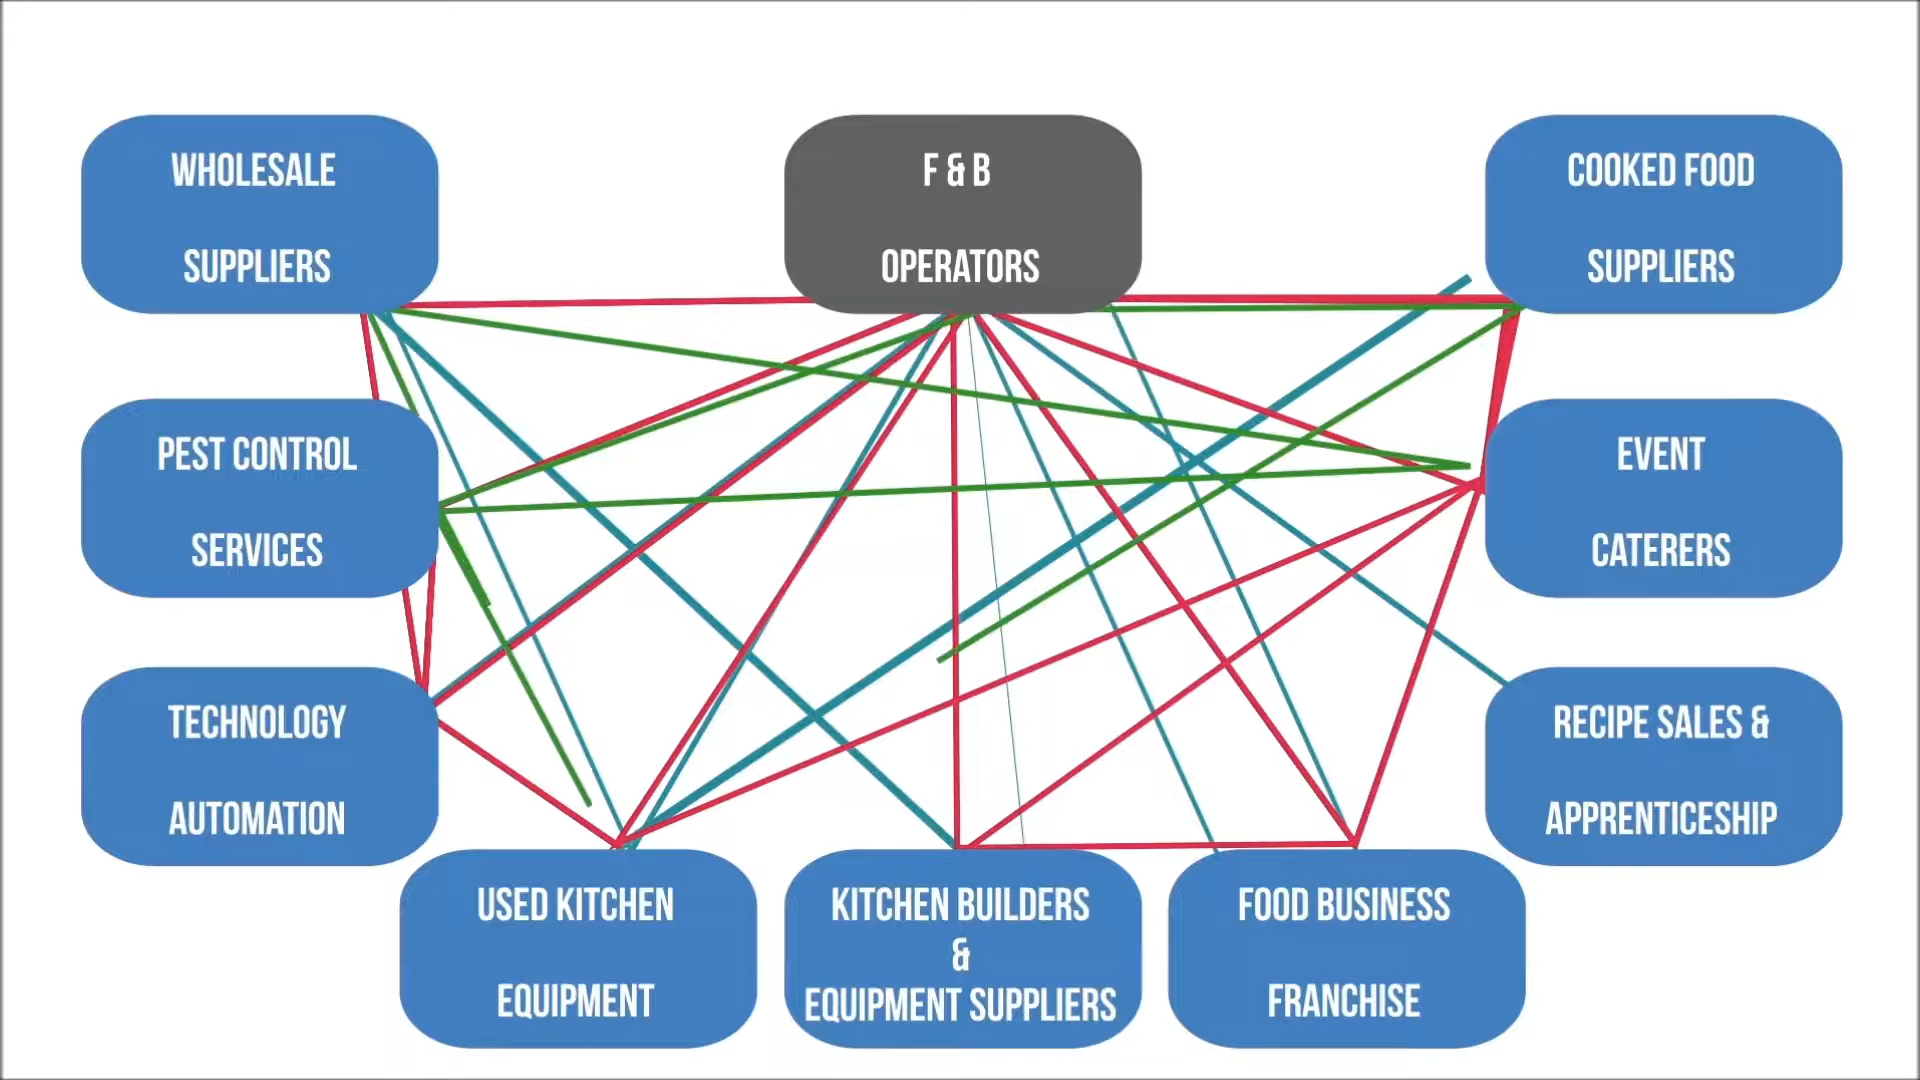 WHOLESALE
SUPPLIERS
F & B
OPERATORS
COOKED FOOD
SUPPLIERS
PEST CONTROL
SERVICES
EVENT
CATERERS
TECHNOLOGY
AUTOMATION
RECIPE SALES &
APPRENTICESHIP
USED KITCHEN
EQUIPMENT
KITCHEN BUILDERS
&
EQUIPMENT SUPPLIERS
FOOD BUSINESS
FRANCHISE